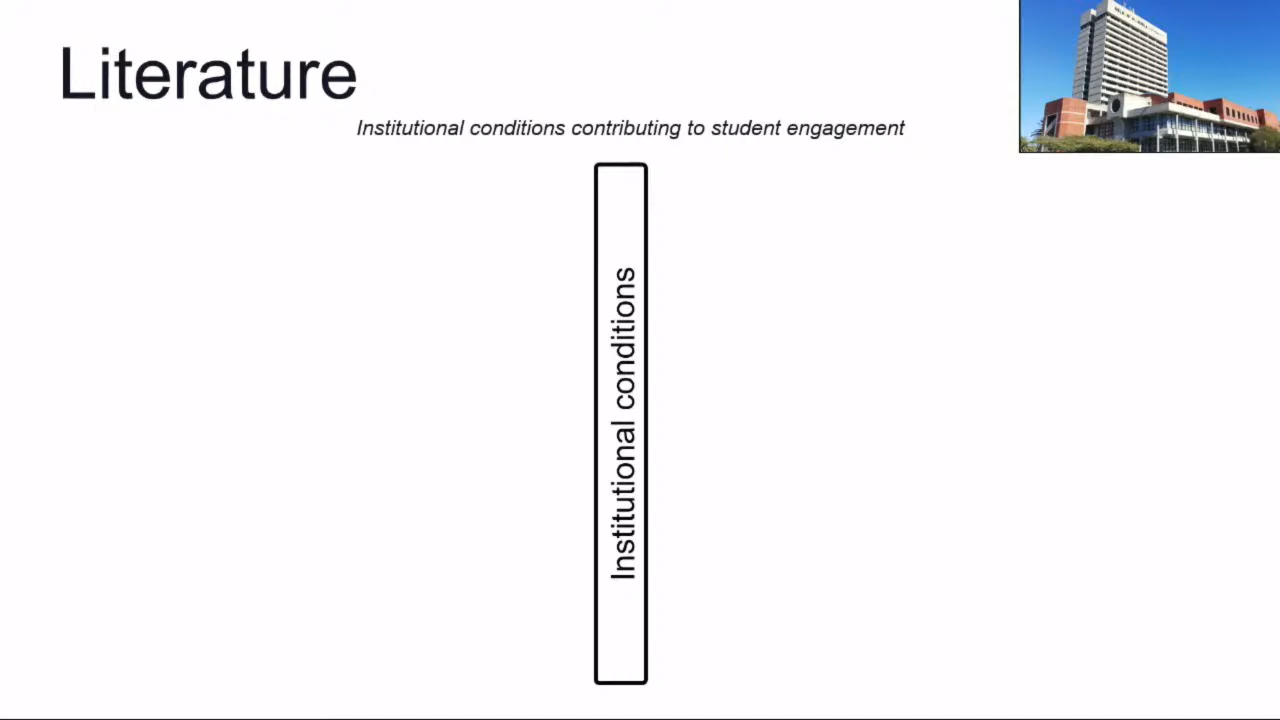 Literature
Institutional conditions contributing to student engagement
Institutional conditions